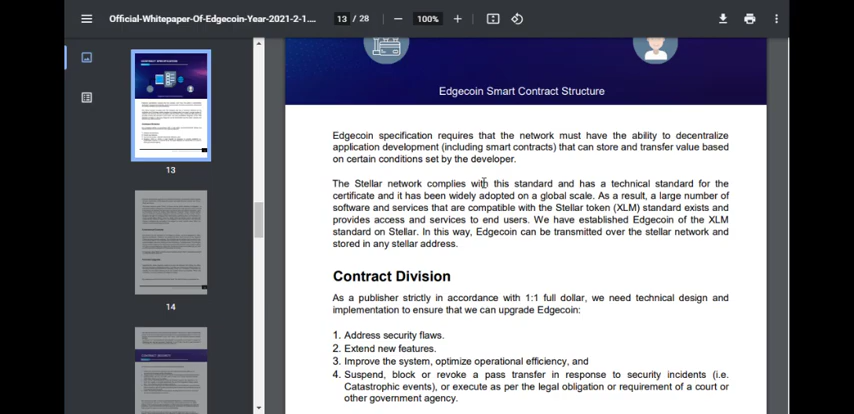 Official-Whitepaper-Of-Edgecoin-Year-2021-2-1....
13 / 28
100%
Edgecoin Smart Contract Structure
Edgecoin specification requires that the network must have the ability to decentralize
application development (including smart contracts) that can store and transfer value based
on certain conditions set by the developer.
The Stellar network complies with this standard and has a technical standard for the
certificate and it has been widely adopted on a global scale. As a result, a large number of
software and services that are compatible with the Stellar token (XLM) standard exists and
provides access and services to end users. We have established Edgecoin of the XLM
standard on Stellar. In this way, Edgecoin can be transmitted over the stellar network and
stored in any stellar address.
Contract Division
As a publisher strictly in accordance with 1:1 full dollar, we need technical design and
implementation to ensure that we can upgrade Edgecoin:
1. Address security flaws.
2. Extend new features.
3. Improve the system, optimize operational efficiency, and
4. Suspend, block or revoke a pass transfer in response to security incidents (i.e.
Catastrophic events), or execute as per the legal obligation or requirement of a court or
other government agency.
13
14